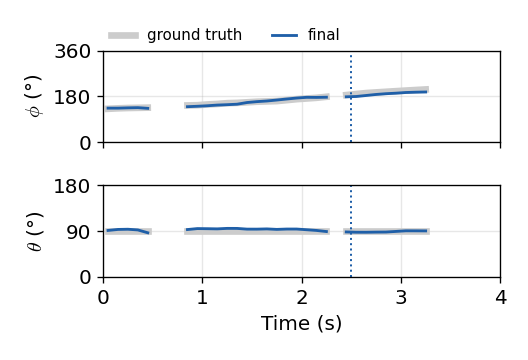 ground truth final
360
180
0
ϕ (°)
180
90
0
θ (°)
0 1 2 3 4
Time (s)